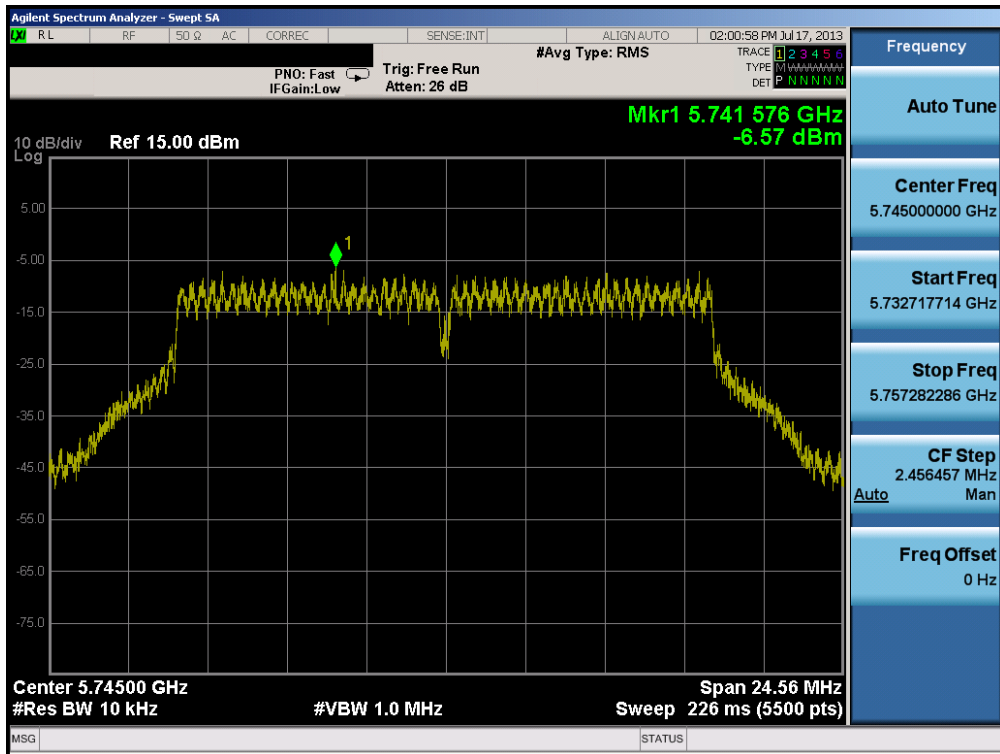 Agilent Spectrum Analyzer - Swept SA
LXI RL RF 50 Ω AC CORREC SENSE:INT ALIGN AUTO 02:00:58 PM Jul 17, 2013
#Avg Type: RMS TRACE 1 2 3 4 5 6
PNO: Fast Trig: Free Run TYPE M WWWWW
IFGain:Low Atten: 26 dB DET P N N N N N
Mkr1 5.741 576 GHz
10 dB/div Ref 15.00 dBm -6.57 dBm
Log
5.00
1
-5.00
-15.0
-25.0
-35.0
-45.0
-55.0
-65.0
-75.0
Center 5.74500 GHz Span 24.56 MHz
#Res BW 10 kHz #VBW 1.0 MHz Sweep 226 ms (5500 pts)
MSG STATUS
Frequency
Auto Tune
Center Freq
5.745000000 GHz
Start Freq
5.732717714 GHz
Stop Freq
5.757282286 GHz
CF Step
2.456457 MHz
Auto Man
Freq Offset
0 Hz